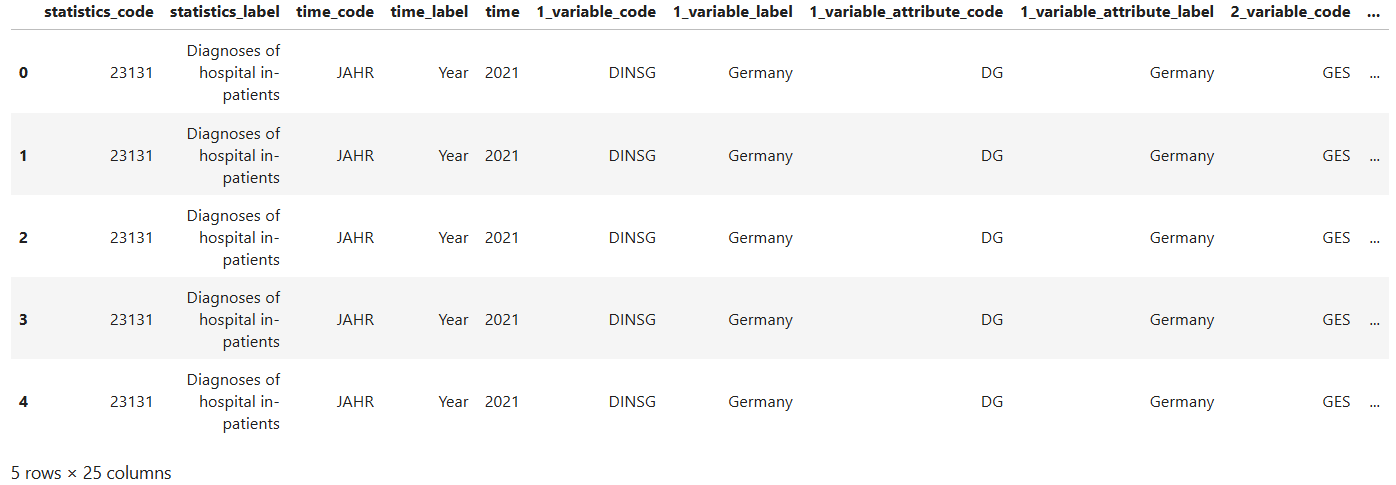 statistics_code statistics_label time_code time_label time 1_variable_code 1_variable_label 1_variable_attribute_code 1_variable_attribute_label 2_variable_code ...
Diagnoses of
0 23131 hospital in- JAHR Year 2021 DINSG Germany DG Germany GES ...
patients
Diagnoses of
1 23131 hospital in- JAHR Year 2021 DINSG Germany DG Germany GES ...
patients
Diagnoses of
2 23131 hospital in- JAHR Year 2021 DINSG Germany DG Germany GES ...
patients
Diagnoses of
3 23131 hospital in- JAHR Year 2021 DINSG Germany DG Germany GES ...
patients
Diagnoses of
4 23131 hospital in- JAHR Year 2021 DINSG Germany DG Germany GES ...
patients
5 rows × 25 columns